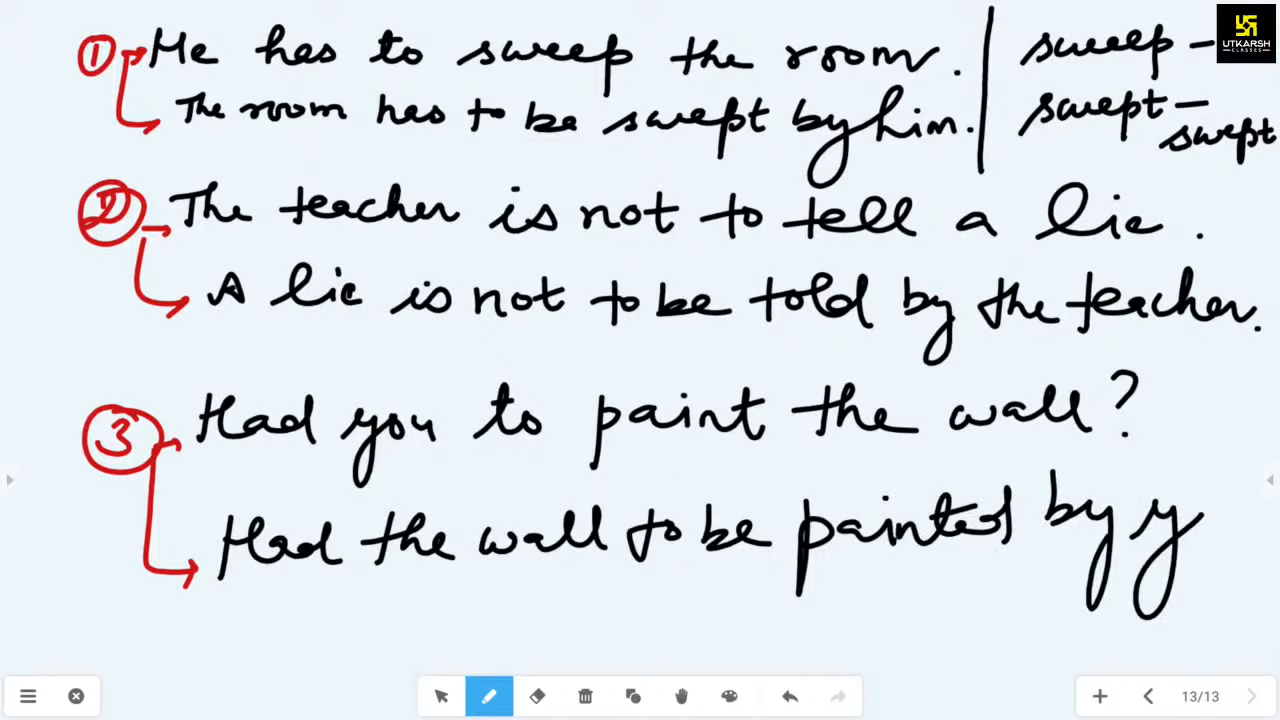 ① He has to sweep the room. | sweep -
The room has to be swept by him. | swept -
swept
② The teacher is not to tell a lie.
A lie is not to be told by the teacher.
③ Had you to paint the wall?
Had the wall to be painted by y
UTKARSH
CLASSES
13/13